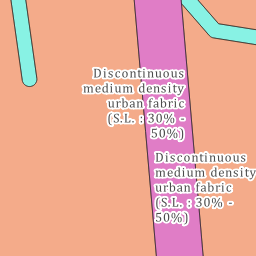 Discontinuous
medium density
urban fabric
(S.L. : 30% -
50%)
Discontinuous
medium density
urban fabric
(S.L. : 30% -
50%)